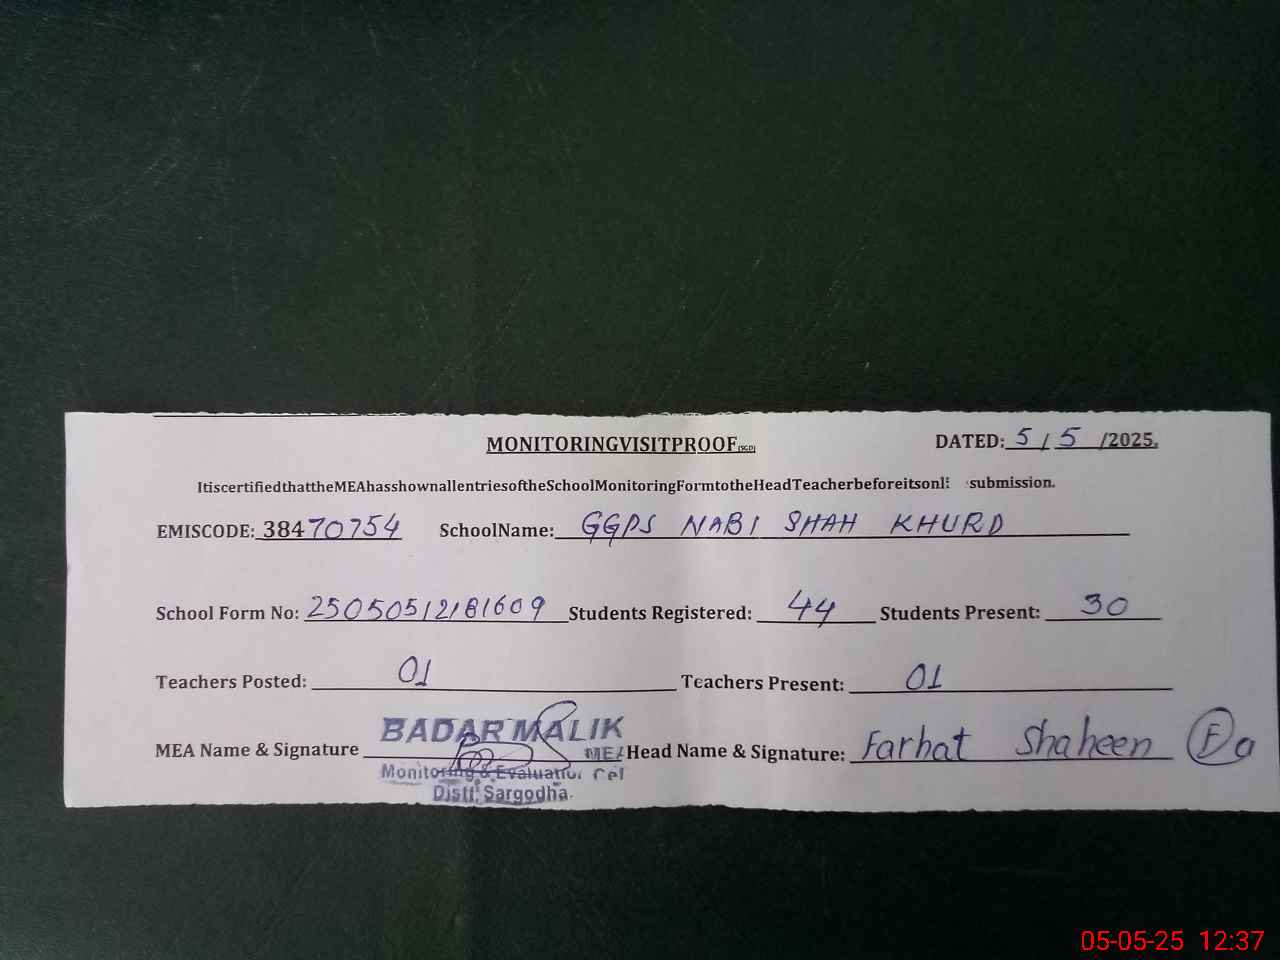 MONITORINGVISITPROOF(SGD)
DATED: 5 / 5 /2025.
ItiscertifiedthattheMEAhasshownallentriesoftheSchoolMonitoringFormtotheHeadTeacherbeforeitsonl submission.
EMISCODE: 38470754 SchoolName: GGPS NABI SHAH KHURD
School Form No: 25050512181609 Students Registered: 44 Students Present: 30
Teachers Posted: 01 Teachers Present: 01
MEA Name & Signature BADAR MALIK Head Name & Signature: Farhat Shaheen
MEA
Monitoring & Evaluation Cel
Distt. Sargodha.
05-05-25 12:37